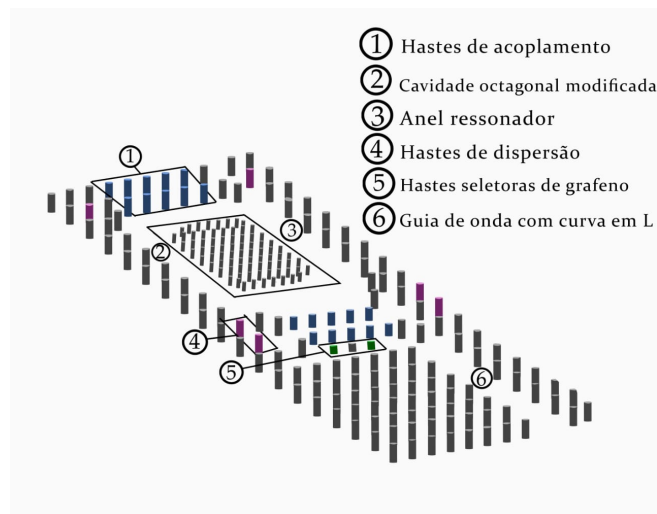 1 Hastes de acoplamento
2 Cavidade octagonal modificada
3 Anel ressonador
4 Hastes de dispersão
5 Hastes seletoras de grafeno
6 Guia de onda com curva em L
1
3
2
4
5
6